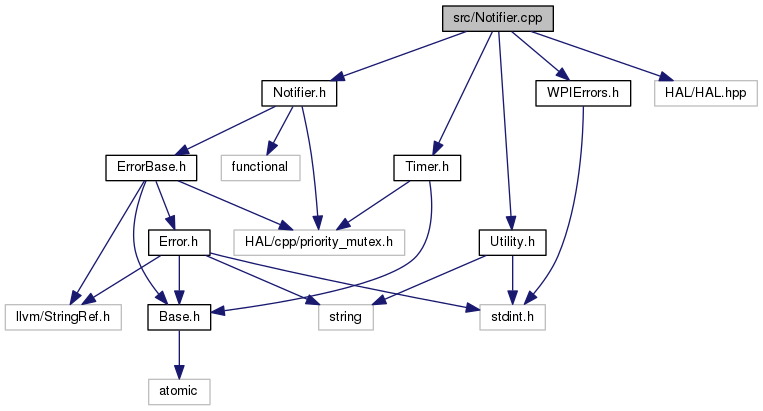 src/Notifier.cpp
Notifier.h
WPIErrors.h
HAL/HAL.hpp
ErrorBase.h
functional
Timer.h
Error.h
HAL/cpp/priority_mutex.h
Utility.h
llvm/StringRef.h
Base.h
string
stdint.h
atomic